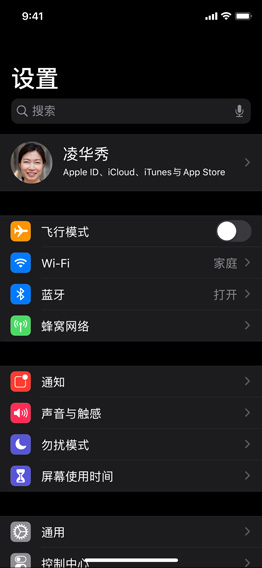 9:41
设置
搜索
凌华秀
Apple ID、iCloud、iTunes与 App Store
飞行模式
Wi-Fi 家庭
蓝牙 打开
蜂窝网络
通知
声音与触感
勿扰模式
屏幕使用时间
通用
控制中心